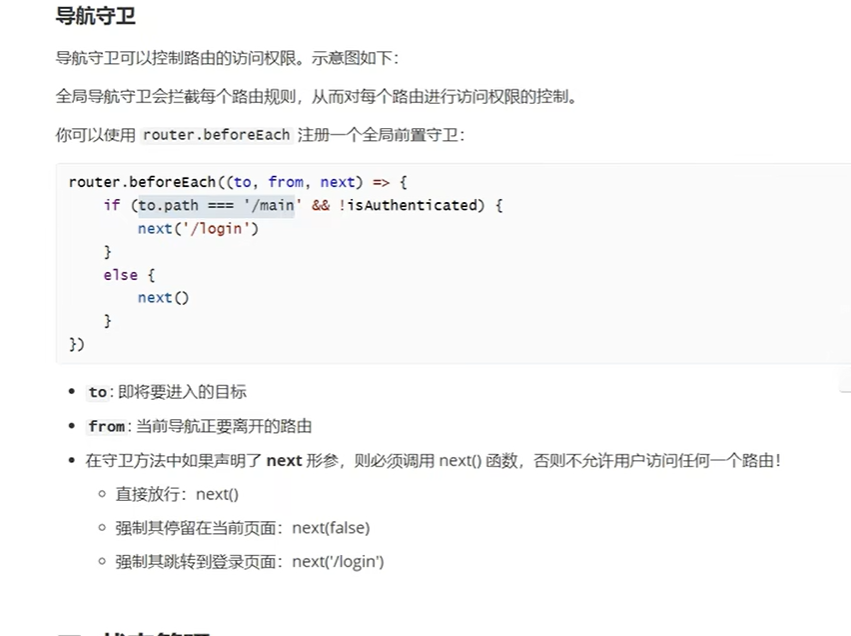 导航守卫
导航守卫可以控制路由的访问权限。示意图如下：
全局导航守卫会拦截每个路由规则，从而对每个路由进行访问权限的控制。
你可以使用 router.beforeEach 注册一个全局前置守卫：
router.beforeEach((to, from, next) => {
    if (to.path === '/main' && !isAuthenticated) {
        next('/login')
    }
    else {
        next()
    }
})
• to: 即将要进入的目标
• from: 当前导航正要离开的路由
• 在守卫方法中如果声明了 next 形参，则必须调用 next() 函数，否则不允许用户访问任何一个路由！
○ 直接放行：next()
○ 强制其停留在当前页面：next(false)
○ 强制其跳转到登录页面：next('/login')